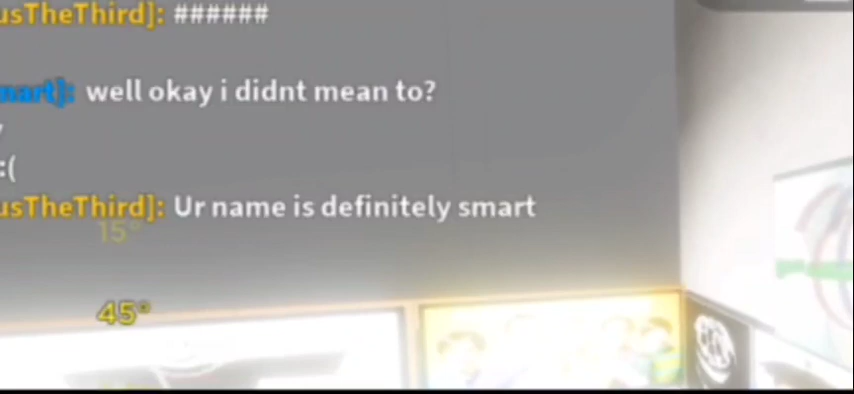 usTheThird]: ######
mart]: well okay i didnt mean to?
:(
usTheThird]: Ur name is definitely smart
15°
45°